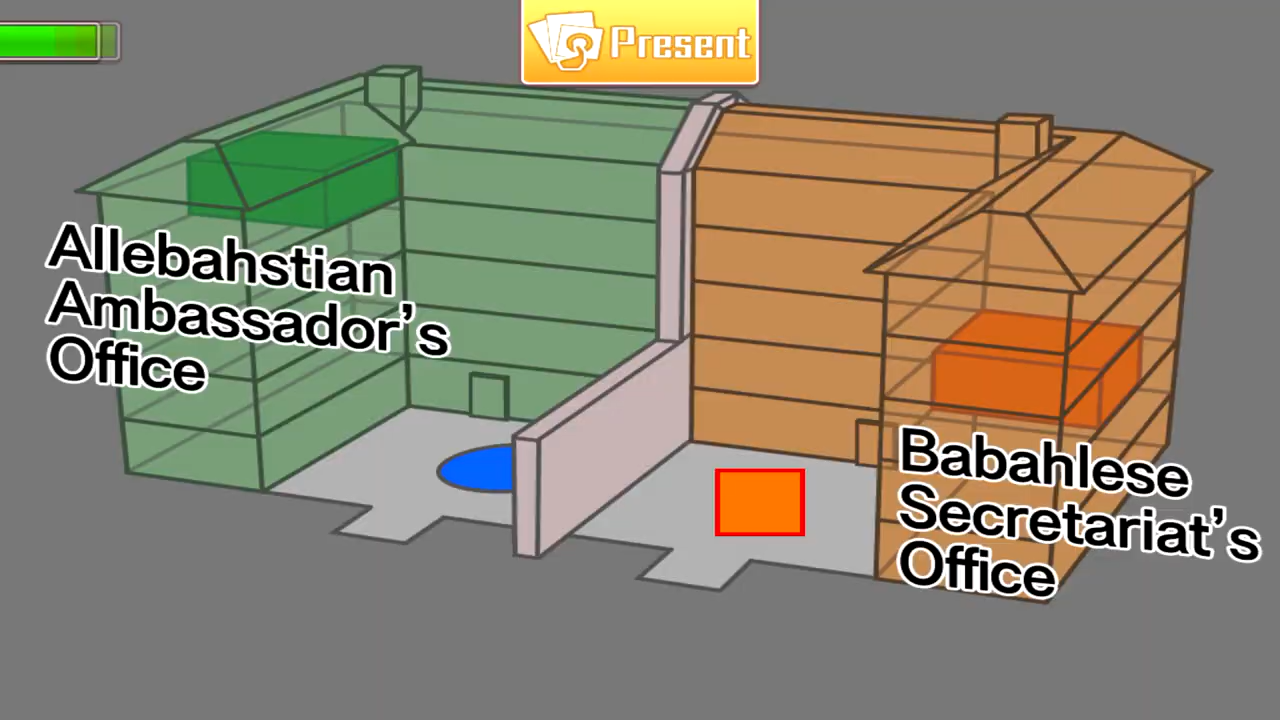 Present
Allebahstian
Ambassador's
Office
Babahlese
Secretariat's
Office